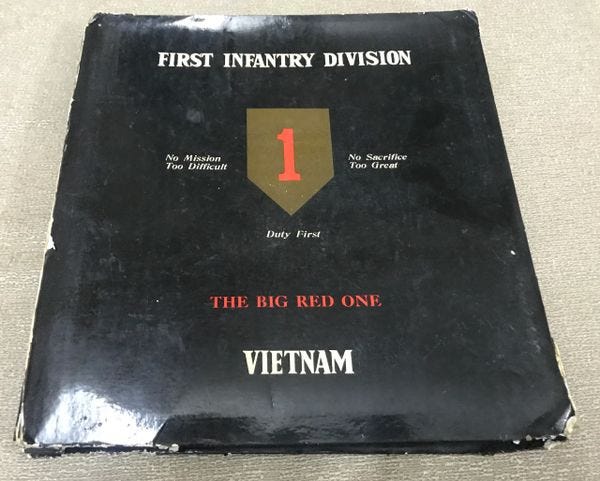 FIRST INFANTRY DIVISION
1
No Mission
Too Difficult
No Sacrifice
Too Great
Duty First
THE BIG RED ONE
VIETNAM